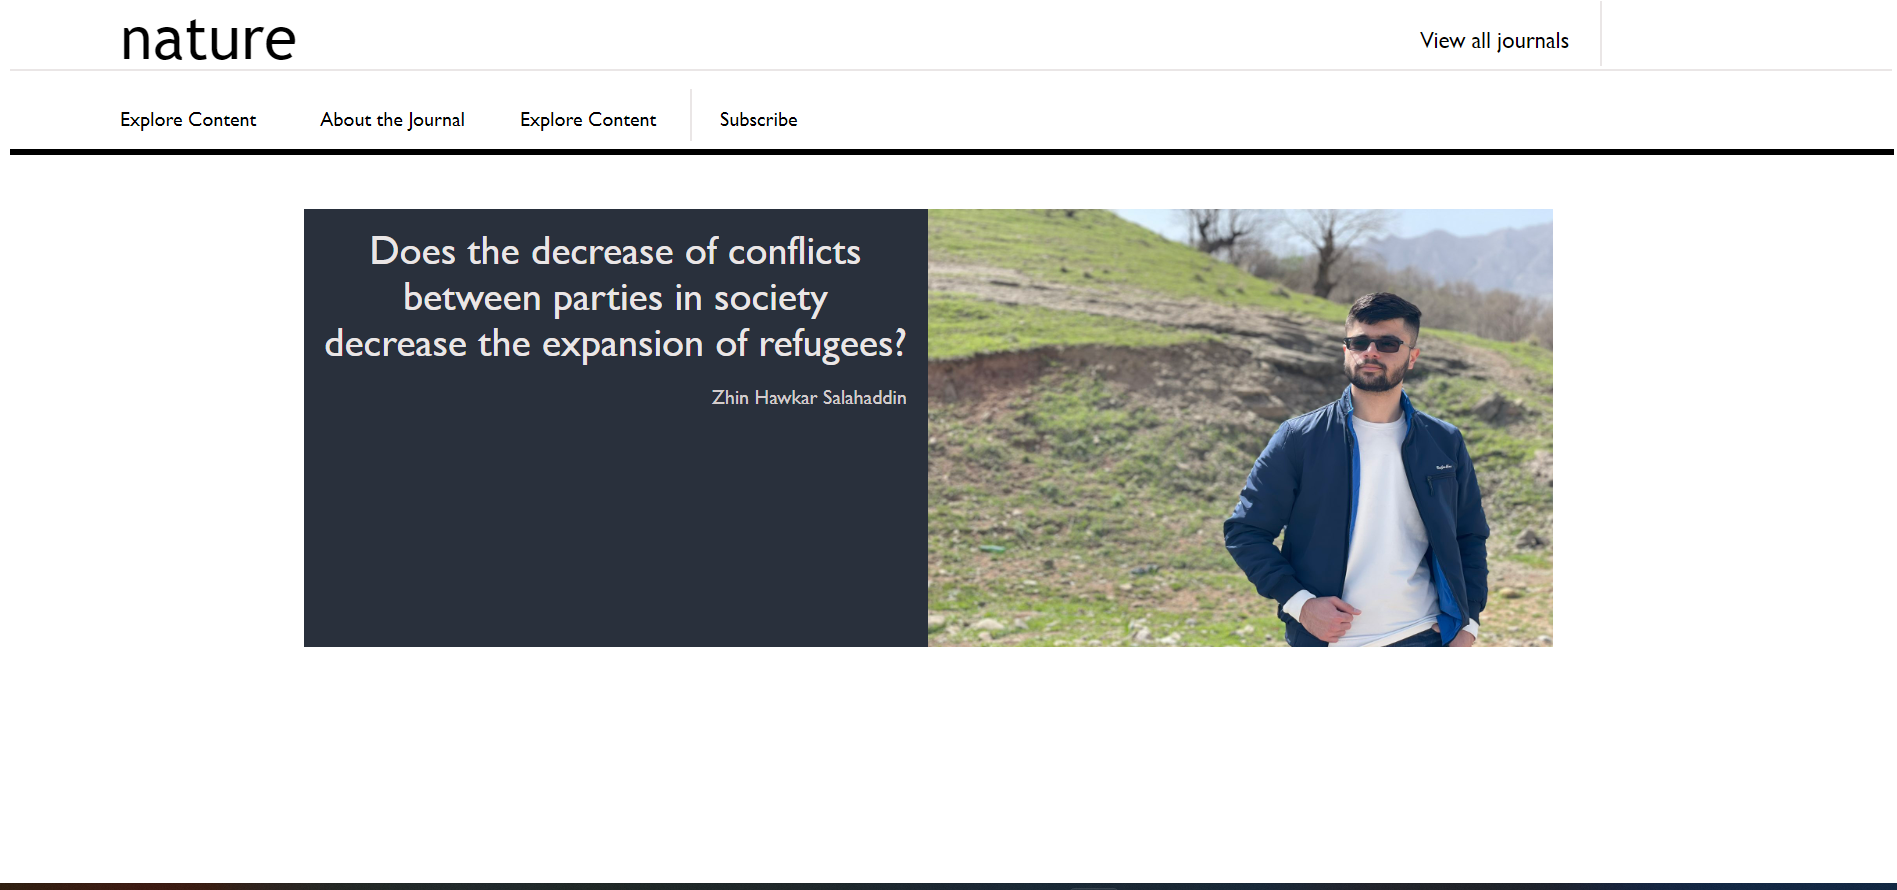 nature
View all journals
Explore Content
About the Journal
Explore Content
Subscribe
Does the decrease of conflicts
between parties in society
decrease the expansion of refugees?
Zhin Hawkar Salahaddin